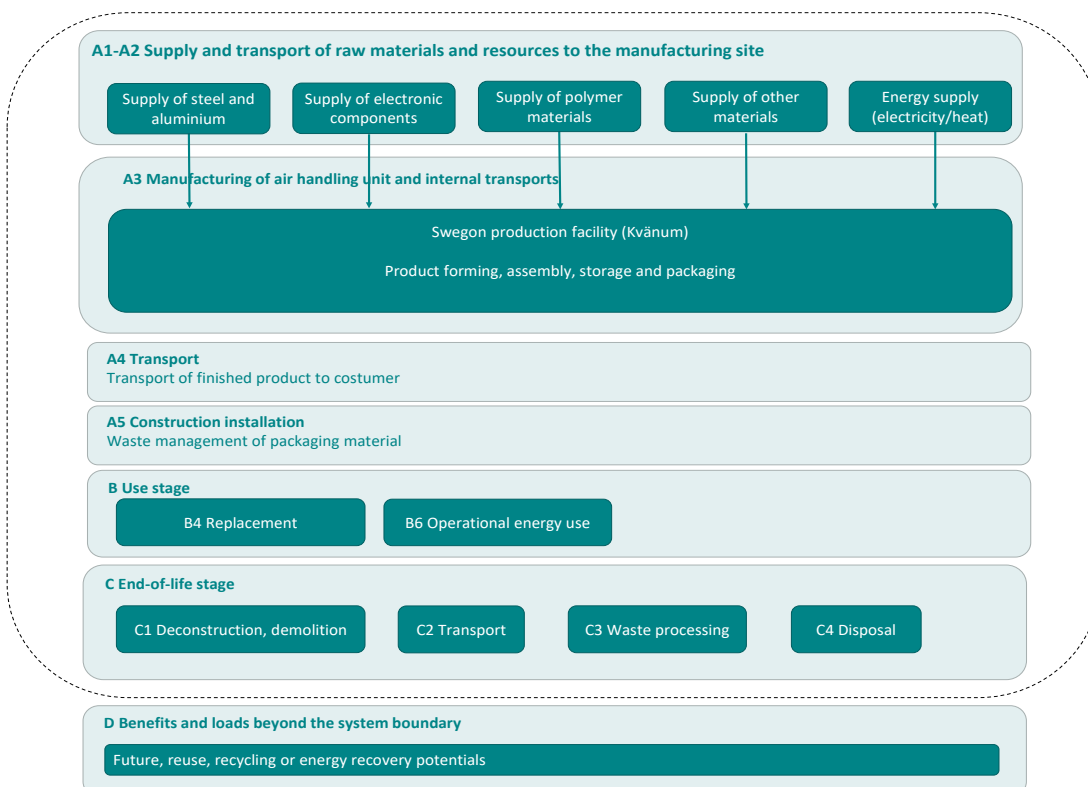 A1-A2 Supply and transport of raw materials and resources to the manufacturing site
Supply of steel and
aluminium
Supply of electronic
components
Supply of polymer
materials
Supply of other
materials
Energy supply
(electricity/heat)
A3 Manufacturing of air handling unit and internal transports
Swegon production facility (Kvänum)
Product forming, assembly, storage and packaging
A4 Transport
Transport of finished product to costumer
A5 Construction installation
Waste management of packaging material
B Use stage
B4 Replacement
B6 Operational energy use
C End-of-life stage
C1 Deconstruction, demolition
C2 Transport
C3 Waste processing
C4 Disposal
D Benefits and loads beyond the system boundary
Future, reuse, recycling or energy recovery potentials